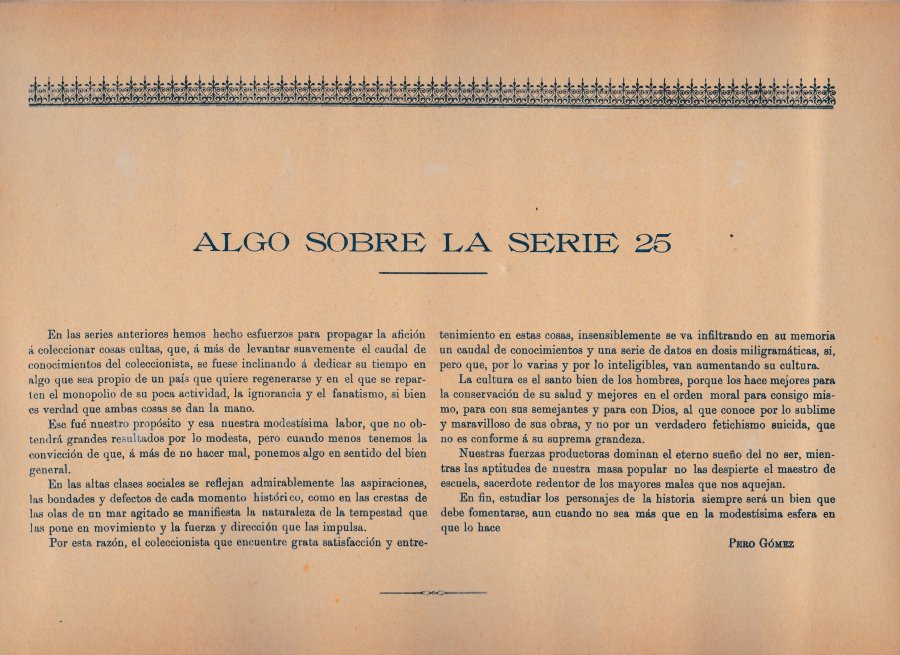 ALGO SOBRE LA SERIE 25
En las series anteriores hemos hecho esfuerzos para propagar la afición
á coleccionar cosas cultas, que, á más de levantar suavemente el caudal de
conocimientos del coleccionista, se fuese inclinando á dedicar su tiempo en
algo que sea propio de un país que quiere regenerarse y en el que se repar-
ten el monopolio de su poca actividad, la ignorancia y el fanatismo, si bien
es verdad que ambas cosas se dan la mano.
Ese fué nuestro propósito y esa nuestra modestísima labor, que no ob-
tendrá grandes resultados por lo modesta, pero cuando menos tenemos la
convicción de que, á más de no hacer mal, ponemos algo en sentido del bien
general.
En las altas clases sociales se reflejan admirablemente las aspiraciones,
las bondades y defectos de cada momento histórico, como en las crestas de
las olas de un mar agitado se manifiesta la naturaleza de la tempestad que
las pone en movimiento y la fuerza y dirección que las impulsa.
Por esta razón, el coleccionista que encuentre grata satisfacción y entre-
tenimiento en estas cosas, insensiblemente se va infiltrando en su memoria
un caudal de conocimientos y una serie de datos en dosis miligramáticas, sí,
pero que, por lo varias y por lo inteligibles, van aumentando su cultura.
La cultura es el santo bien de los hombres, porque los hace mejores para
la conservación de su salud y mejores en el orden moral para consigo mis-
mo, para con sus semejantes y para con Dios, al que conoce por lo sublime
y maravilloso de sus obras, y no por un verdadero fetichismo suicida, que
no es conforme á su suprema grandeza.
Nuestras fuerzas productoras dominan el eterno sueño del no ser, mien-
tras las aptitudes de nuestra masa popular no las despierte el maestro de
escuela, sacerdote redentor de los mayores males que nos aquejan.
En fin, estudiar los personajes de la historia siempre será un bien que
debe fomentarse, aun cuando no sea más que en la modestísima esfera en
que lo hace
PERO GÓMEZ